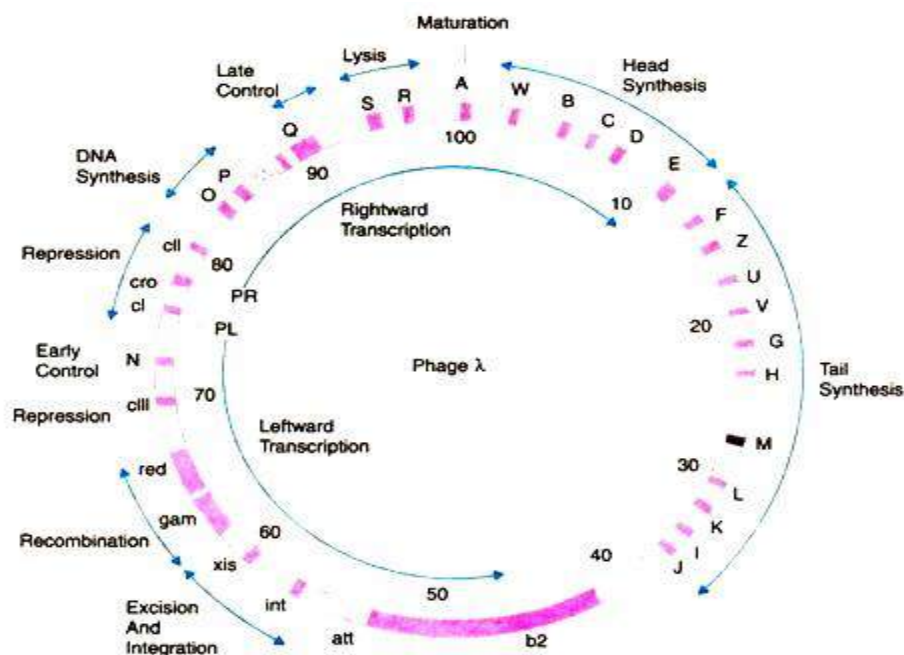 Maturation
Lysis
Late
Control
Head
Synthesis
DNA
Synthesis
Repression
Early
Control
Repression
Recombination
Excision
And
Integration
Tail
Synthesis
A
W
B
C
D
E
F
Z
U
V
G
H
M
L
K
I
J
b2
att
int
xis
gam
red
cIII
N
cI
cro
cII
O
P
Q
S
R
100
10
20
30
40
50
60
70
80
90
Rightward
Transcription
PR
PL
Phage λ
Leftward
Transcription